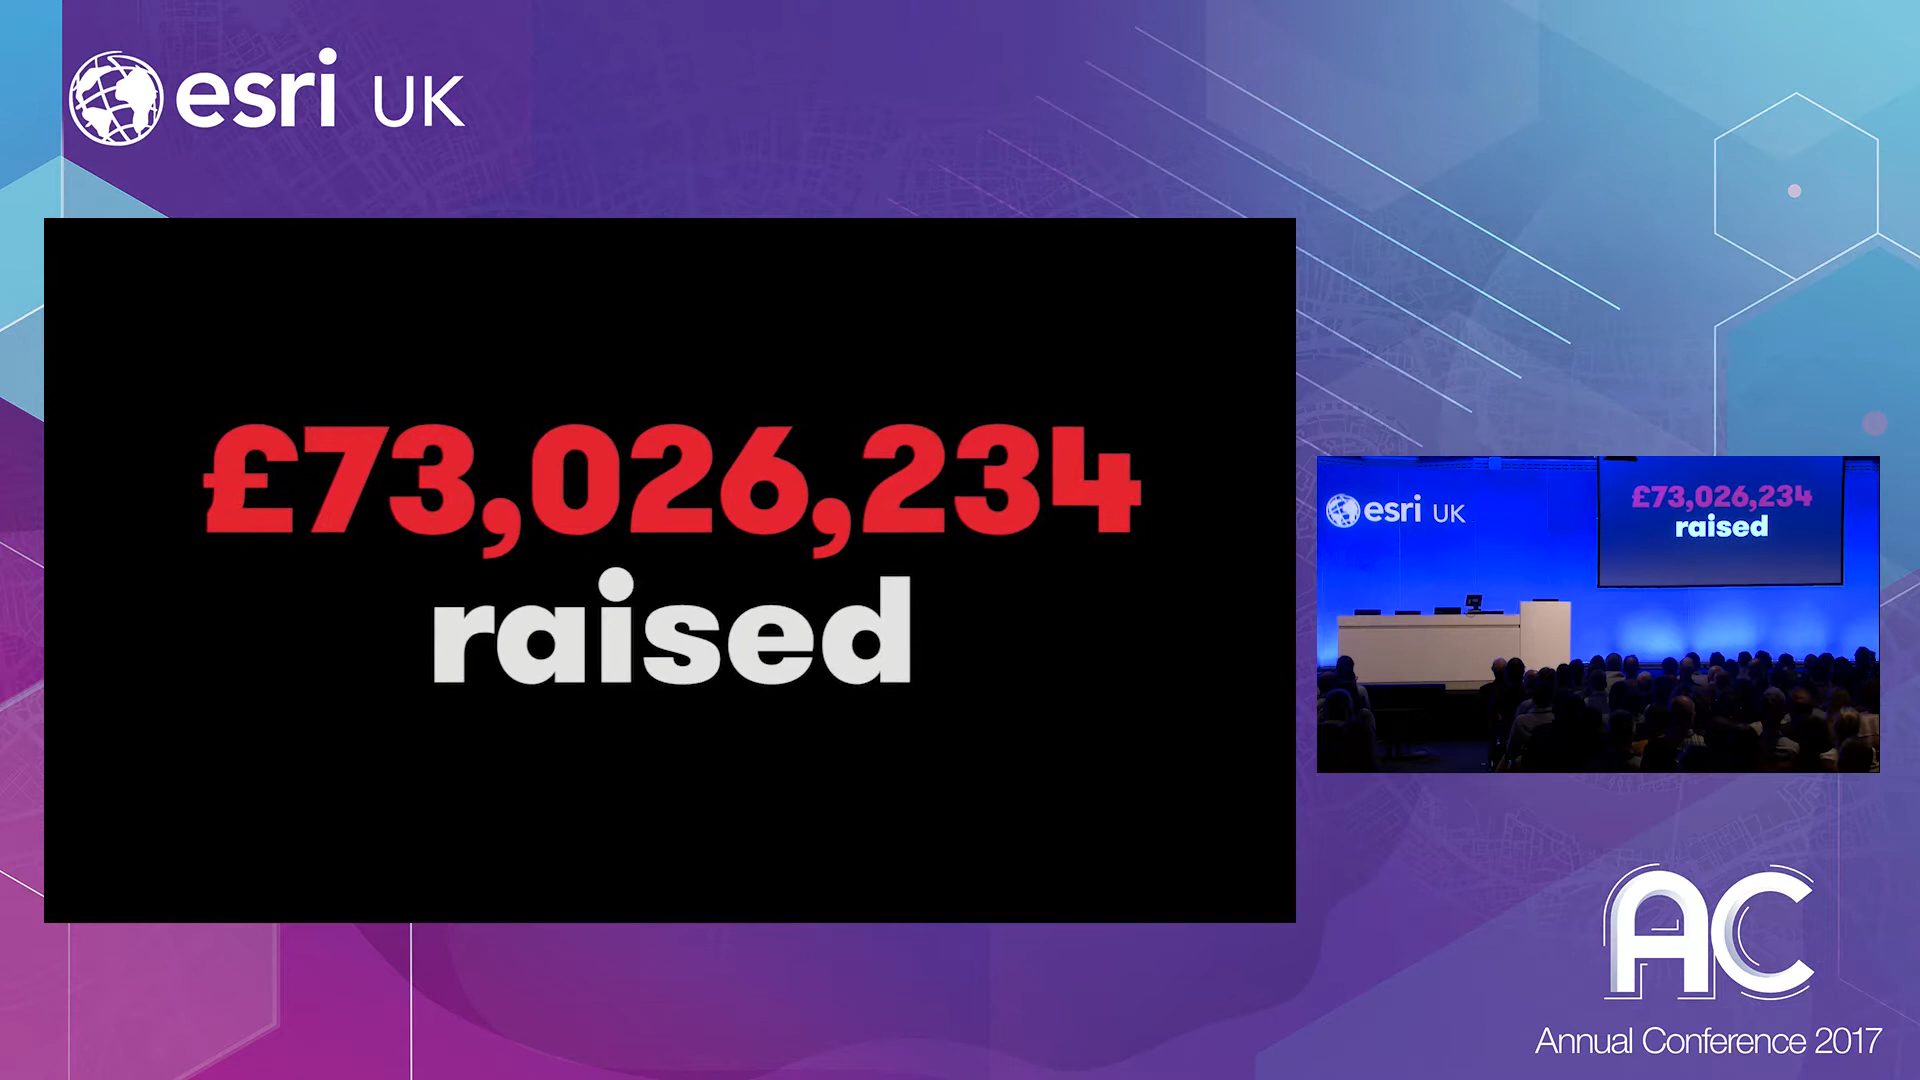 esri UK
£73,026,234
raised
esri UK
£73,026,234
raised
AC
Annual Conference 2017